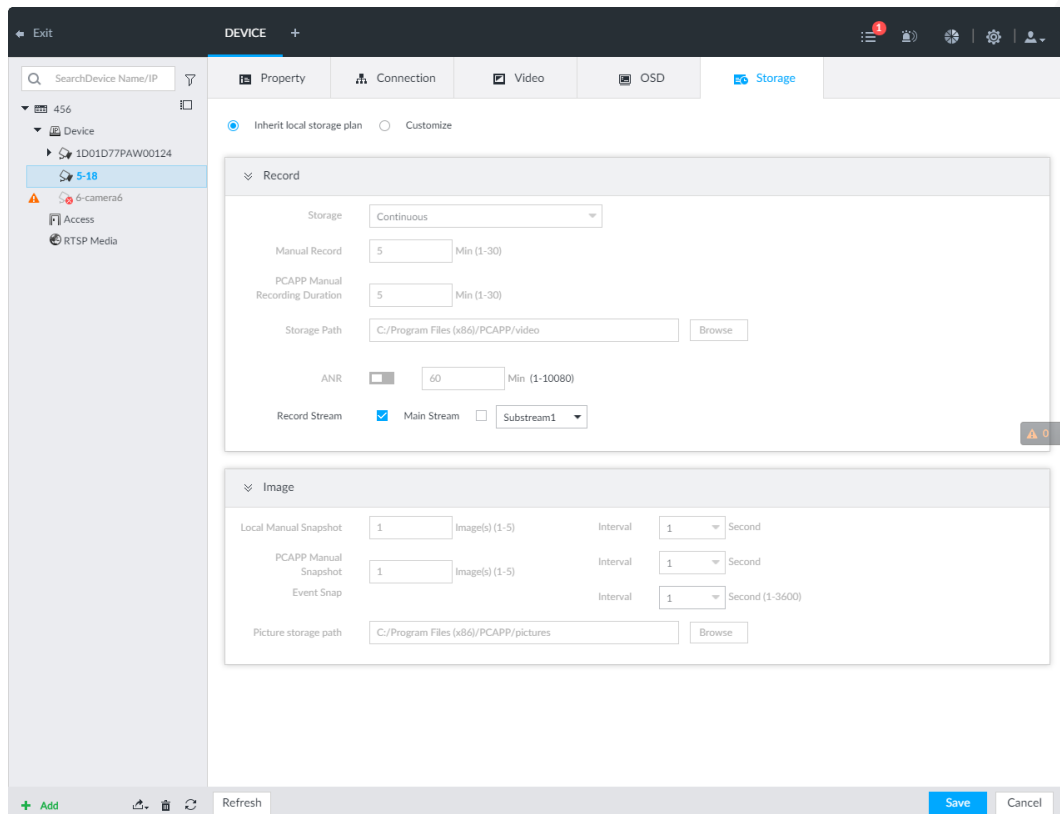 Exit
DEVICE +
1
SearchDevice Name/IP
Property
Connection
Video
OSD
Storage
456
Device
1D01D77PAW00124
5-18
6-camera6
Access
RTSP Media
Inherit local storage plan
Customize
Record
Storage
Continuous
Manual Record
5
Min (1-30)
PCAPP Manual
Recording Duration
5
Min (1-30)
Storage Path
C:/Program Files (x86)/PCAPP/video
Browse
ANR
60
Min (1-10080)
Record Stream
Main Stream
Substream1
0
Image
Local Manual Snapshot
1
Image(s) (1-5)
Interval
1
Second
PCAPP Manual
Snapshot
1
Image(s) (1-5)
Interval
1
Second
Event Snap
Interval
1
Second (1-3600)
Picture storage path
C:/Program Files (x86)/PCAPP/pictures
Browse
+ Add
Refresh
Save
Cancel